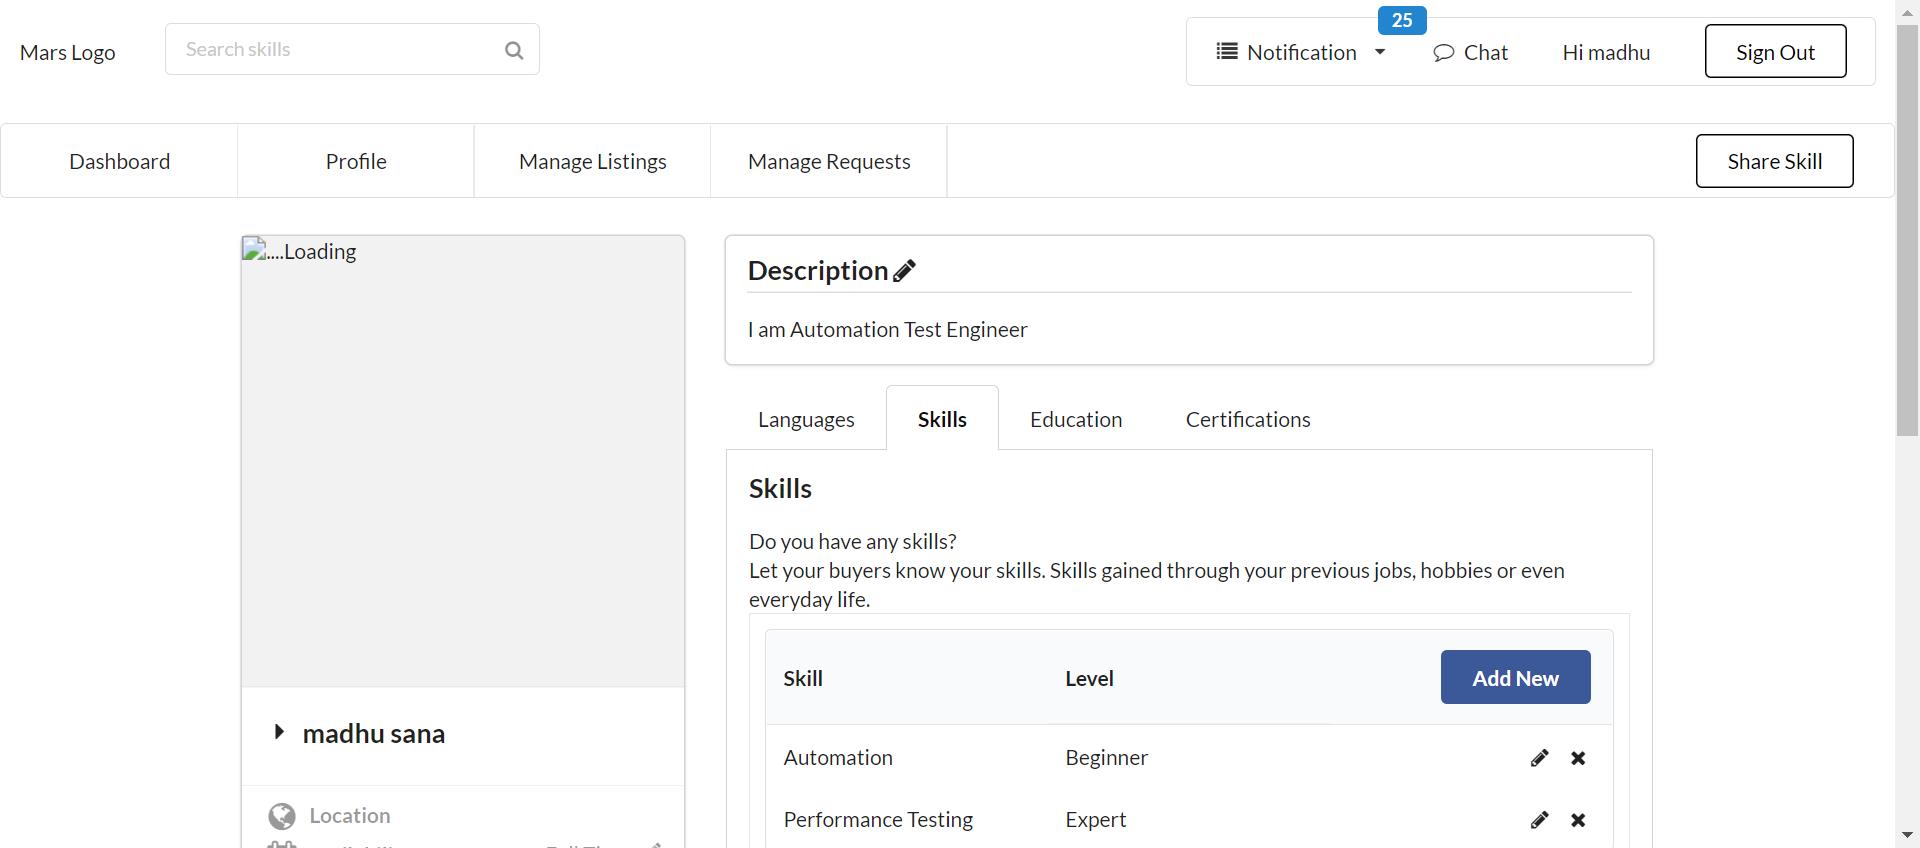 25
Mars Logo
Search skills
Notification
Chat
Hi madhu
Sign Out
Dashboard
Profile
Manage Listings
Manage Requests
Share Skill
....Loading
Description
I am Automation Test Engineer
Languages
Skills
Education
Certifications
Skills
Do you have any skills?
Let your buyers know your skills. Skills gained through your previous jobs, hobbies or even
everyday life.
Skill
Level
Add New
Automation
Beginner
Performance Testing
Expert
madhu sana
Location